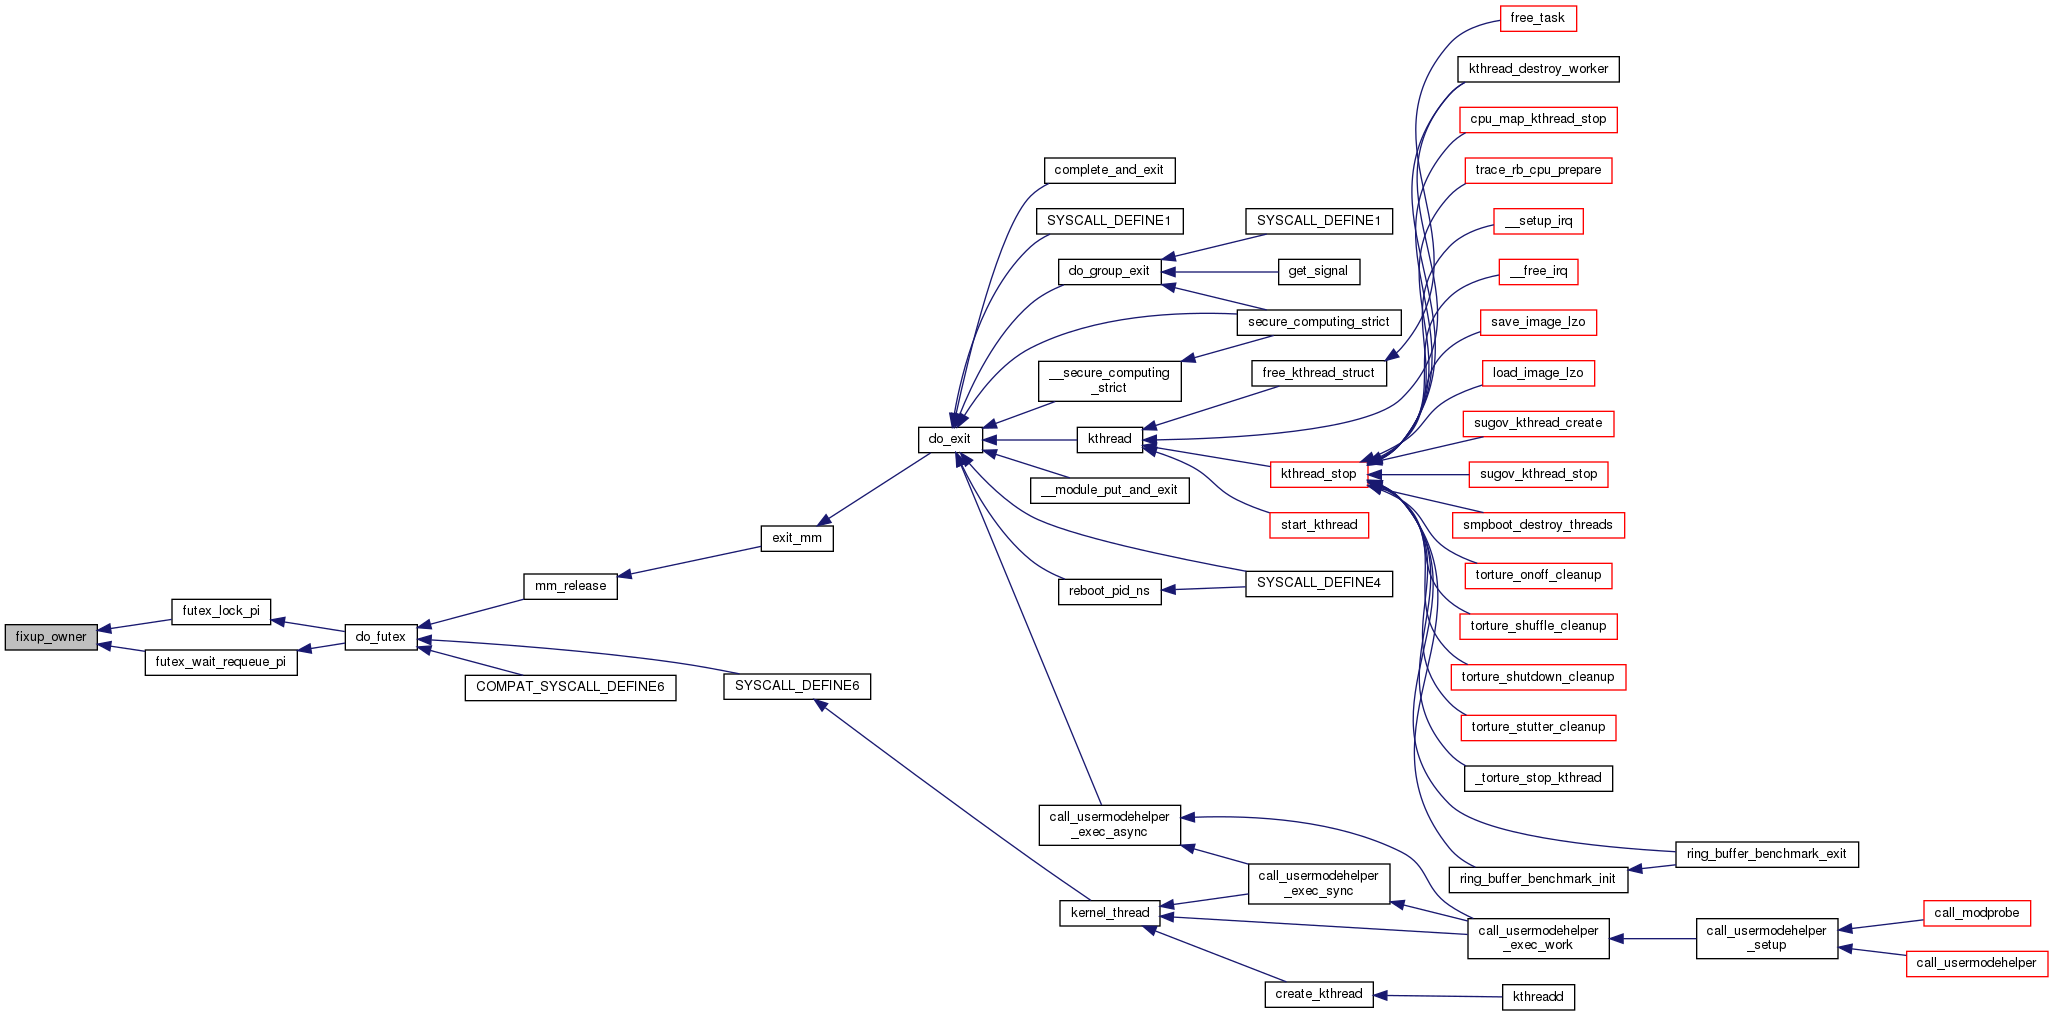 free_task
kthread_destroy_worker
cpu_map_kthread_stop
complete_and_exit
trace_rb_cpu_prepare
SYSCALL_DEFINE1
SYSCALL_DEFINE1
__setup_irq
do_group_exit
get_signal
__free_irq
secure_computing_strict
save_image_lzo
__secure_computing
_strict
free_kthread_struct
load_image_lzo
sugov_kthread_create
do_exit
kthread
kthread_stop
sugov_kthread_stop
__module_put_and_exit
start_kthread
smpboot_destroy_threads
exit_mm
torture_onoff_cleanup
mm_release
reboot_pid_ns
SYSCALL_DEFINE4
futex_lock_pi
torture_shuffle_cleanup
fixup_owner
do_futex
futex_wait_requeue_pi
torture_shutdown_cleanup
COMPAT_SYSCALL_DEFINE6
SYSCALL_DEFINE6
torture_stutter_cleanup
_torture_stop_kthread
call_usermodehelper
_exec_async
ring_buffer_benchmark_exit
call_usermodehelper
_exec_sync
ring_buffer_benchmark_init
kernel_thread
call_usermodehelper
_exec_work
call_usermodehelper
_setup
call_modprobe
call_usermodehelper
create_kthread
kthreadd